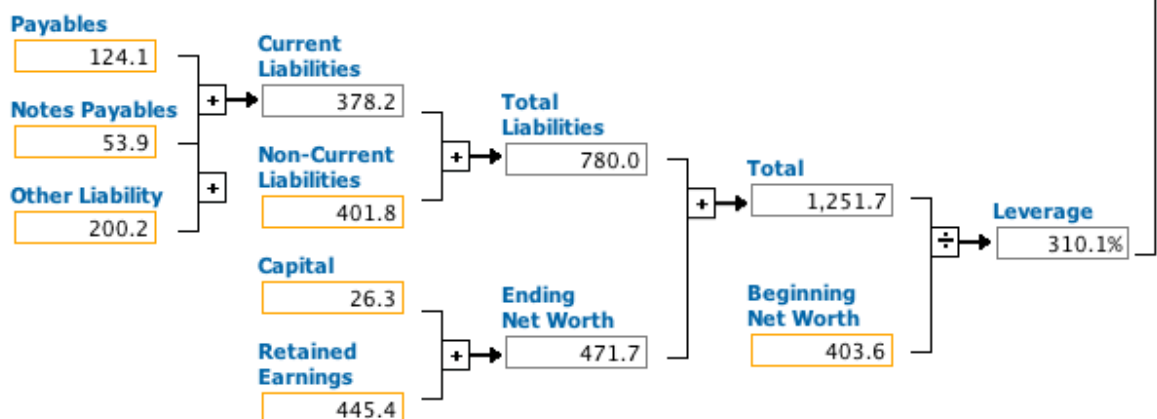 Payables
124.1
Notes Payables
53.9
Other Liability
200.2
+
+
Current
Liabilities
378.2
Non-Current
Liabilities
401.8
+
Capital
26.3
Retained
Earnings
445.4
+
Total
Liabilities
780.0
Ending
Net Worth
471.7
+
Total
1,251.7
Beginning
Net Worth
403.6
÷
Leverage
310.1%